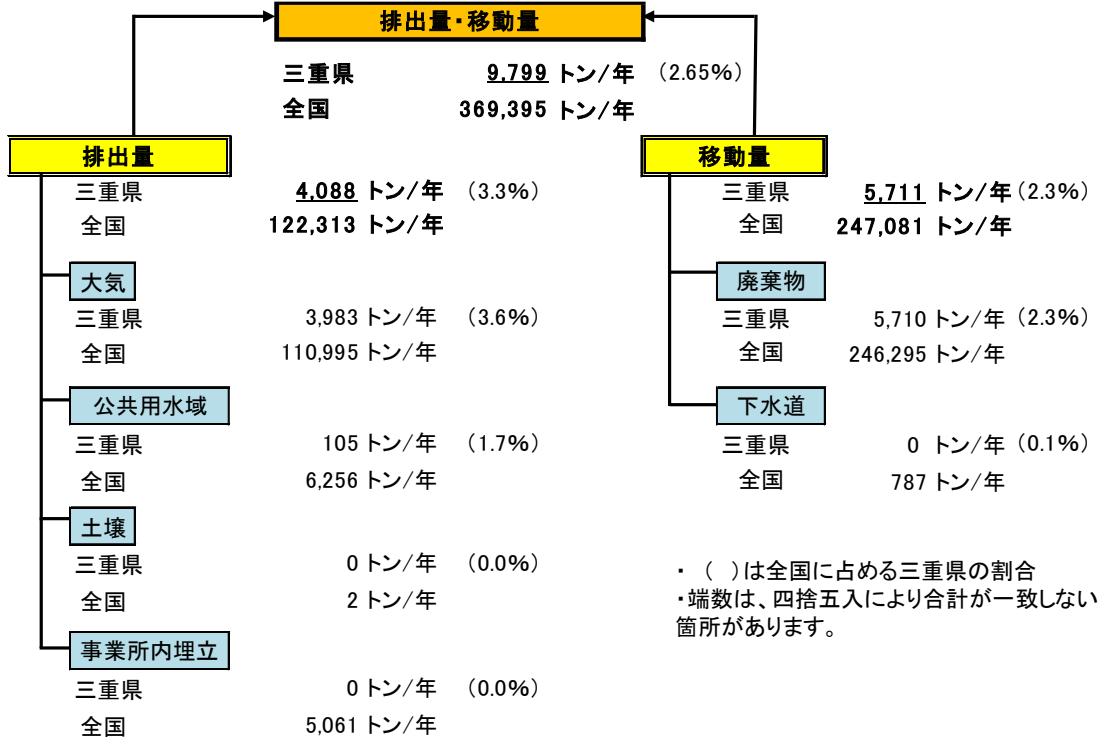 排出量・移動量
三重県 9,799 トン/年 (2.65%)
全国 369,395 トン/年
排出量
三重県 4,088 トン/年 (3.3%)
全国 122,313 トン/年
大気
三重県 3,983 トン/年 (3.6%)
全国 110,995 トン/年
公共用水域
三重県 105 トン/年 (1.7%)
全国 6,256 トン/年
土壌
三重県 0 トン/年 (0.0%)
全国 2 トン/年
事業所内埋立
三重県 0 トン/年 (0.0%)
全国 5,061 トン/年
移動量
三重県 5,711 トン/年 (2.3%)
全国 247,081 トン/年
廃棄物
三重県 5,710 トン/年 (2.3%)
全国 246,295 トン/年
下水道
三重県 0 トン/年 (0.1%)
全国 787 トン/年
・ ( )は全国に占める三重県の割合
・端数は、四捨五入により合計が一致しない
箇所があります。